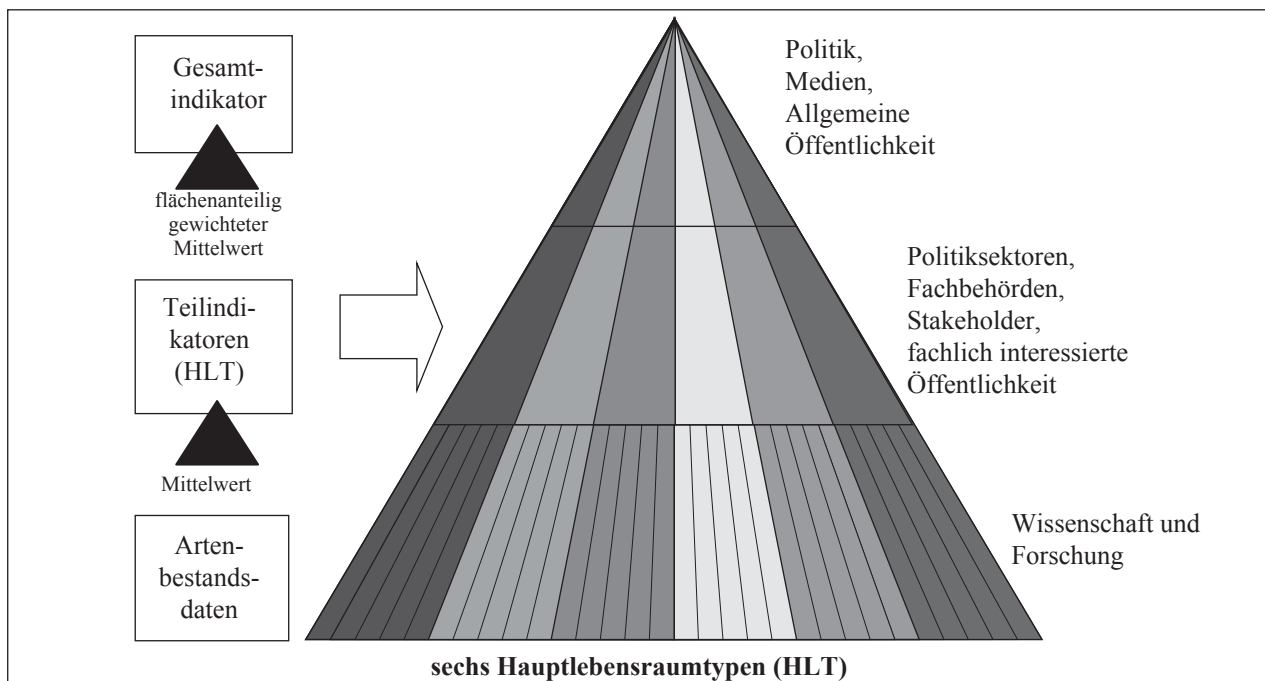 Gesamt-
indikator
flächenanteilig
gewichteter
Mittelwert
Teilindi-
katoren
(HLT)
Mittelwert
Arten-
bestands-
daten
Politik,
Medien,
Allgemeine
Öffentlichkeit
Politiksektoren,
Fachbehörden,
Stakeholder,
fachlich interessierte
Öffentlichkeit
Wissenschaft und
Forschung
sechs Hauptlebensraumtypen (HLT)